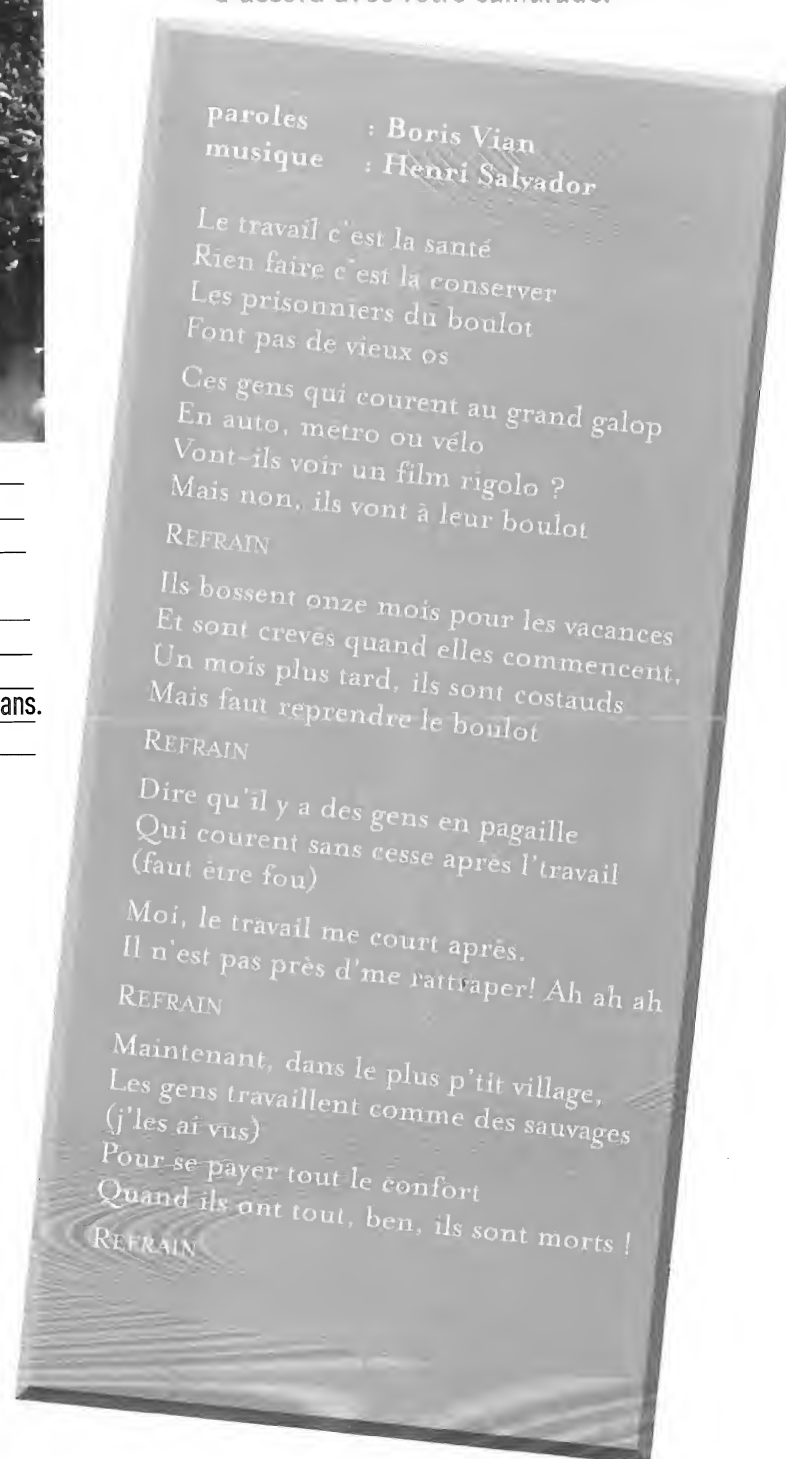 paroles : Boris Vian
musique : Henri Salvador
Le travail c'est la santé
Rien faire c'est la conserver
Les prisonniers du boulot
Font pas de vieux os
Ces gens qui courent au grand galop
En auto, métro ou vélo
Vont-ils voir un film rigolo ?
Mais non, ils vont à leur boulot
REFRAIN
Ils bossent onze mois pour les vacances
Et sont crevés quand elles commencent,
Un mois plus tard, ils sont costauds
Mais faut reprendre le boulot
REFRAIN
Dire qu'il y a des gens en pagaille
Qui courent sans cesse après l'travail
(faut être fou)
Moi, le travail me court après.
Il n'est pas près d'me rattraper! Ah ah ah
REFRAIN
Maintenant, dans le plus p'tit village,
Les gens travaillent comme des sauvages
(j'les ai vus)
Pour se payer tout le confort
Quand ils ont tout, ben, ils sont morts !
REFRAIN
ans.